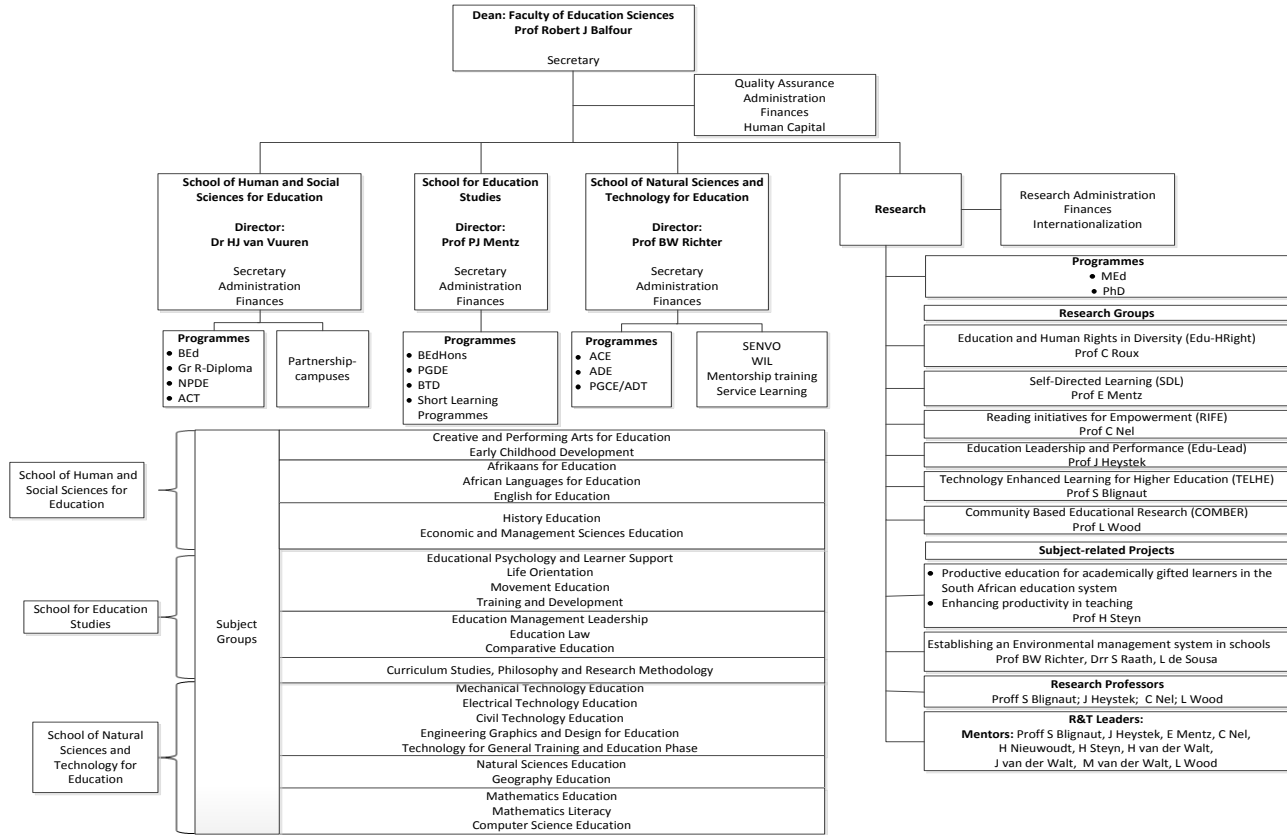 Dean: Faculty of Education Sciences
Prof Robert J Balfour
Secretary
Quality Assurance
Administration
Finances
Human Capital
School of Human and Social
Sciences for Education
Director:
Dr HJ van Vuuren
Secretary
Administration
Finances
School for Education
Studies
Director:
Prof PJ Mentz
Secretary
Administration
Finances
School of Natural Sciences and
Technology for Education
Director:
Prof BW Richter
Secretary
Administration
Finances
Research
Research Administration
Finances
Internationalization
Programmes
• BEd
• Gr R-Diploma
• NPDE
• ACT
Partnership-
campuses
Programmes
• BEdHons
• PGDE
• BTD
• Short Learning
Programmes
Programmes
• ACE
• ADE
• PGCE/ADT
SENVO
WIL
Mentorship training
Service Learning
School of Human and
Social Sciences for
Education
School for Education
Studies
School of Natural
Sciences and
Technology for
Education
Subject
Groups
Creative and Performing Arts for Education
Early Childhood Development
Afrikaans for Education
African Languages for Education
English for Education
History Education
Economic and Management Sciences Education
Educational Psychology and Learner Support
Life Orientation
Movement Education
Training and Development
Education Management Leadership
Education Law
Comparative Education
Curriculum Studies, Philosophy and Research Methodology
Mechanical Technology Education
Electrical Technology Education
Civil Technology Education
Engineering Graphics and Design for Education
Technology for General Training and Education Phase
Natural Sciences Education
Geography Education
Mathematics Education
Mathematics Literacy
Computer Science Education
Programmes
• MEd
• PhD
Research Groups
Education and Human Rights in Diversity (Edu-HRight)
Prof C Roux
Self-Directed Learning (SDL)
Prof E Mentz
Reading initiatives for Empowerment (RIFE)
Prof C Nel
Education Leadership and Performance (Edu-Lead)
Prof J Heystek
Technology Enhanced Learning for Higher Education (TELHE)
Prof S Blignaut
Community Based Educational Research (COMBER)
Prof L Wood
Subject-related Projects
• Productive education for academically gifted learners in the
South African education system
• Enhancing productivity in teaching
Prof H Steyn
Establishing an Environmental management system in schools
Prof BW Richter, Drr S Raath, L de Sousa
Research Professors
Proff S Blignaut; J Heystek; C Nel; L Wood
R&T Leaders:
Mentors: Proff S Blignaut, J Heystek, E Mentz, C Nel,
H Nieuwoudt, H Steyn, H van der Walt,
J van der Walt, M van der Walt, L Wood